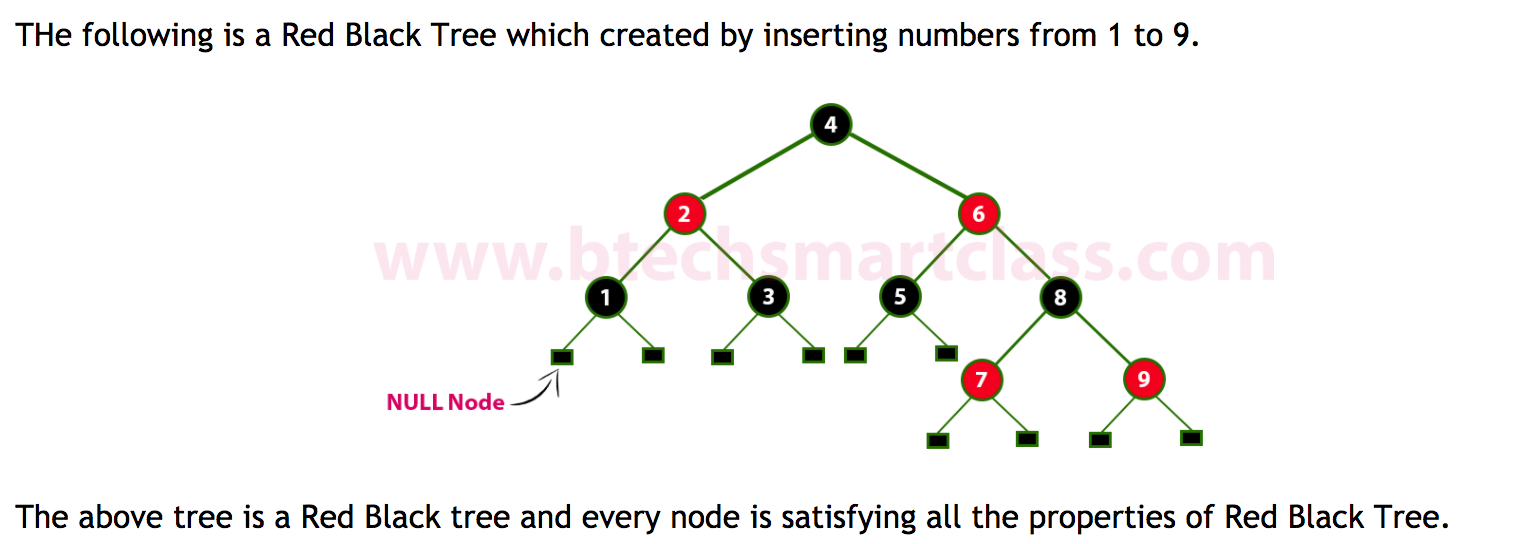 THe following is a Red Black Tree which created by inserting numbers from 1 to 9.
4
2 6
www.btechsmartclass.com
1 3 5 8
7 9
NULL Node
The above tree is a Red Black tree and every node is satisfying all the properties of Red Black Tree.